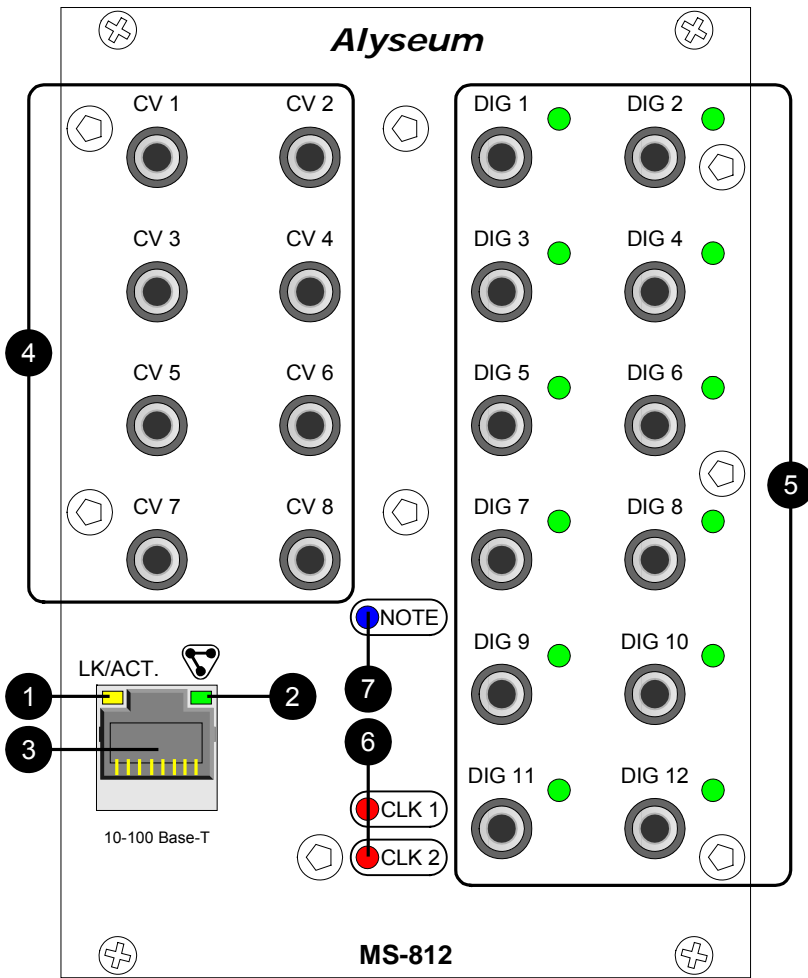 Alyseum
CV 1 CV 2 DIG 1 DIG 2
CV 3 CV 4 DIG 3 DIG 4
4
CV 5 CV 6 DIG 5 DIG 6
5
CV 7 CV 8 DIG 7 DIG 8
NOTE
DIG 9 DIG 10
LK/ACT.
1 2 7
3 6
DIG 11 DIG 12
CLK 1
10-100 Base-T
CLK 2
MS-812